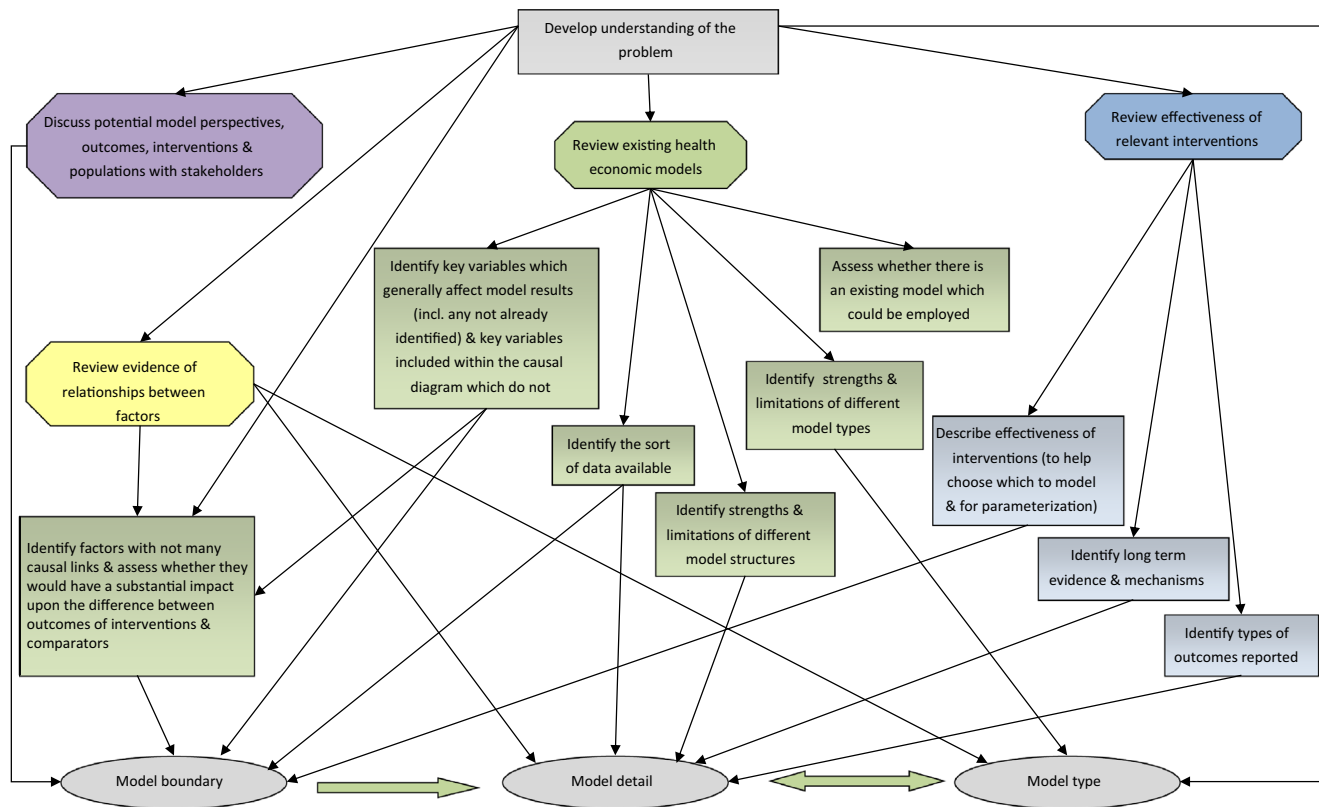 Develop understanding of the
problem
Discuss potential model perspectives,
outcomes, interventions &
populations with stakeholders
Review existing health
economic models
Review effectiveness of
relevant interventions
Identify key variables which
generally affect model results
(incl. any not already
identified) & key variables
included within the causal
diagram which do not
Assess whether there is
an existing model which
could be employed
Review evidence of
relationships between
factors
Identify strengths &
limitations of different
model types
Identify the sort
of data available
Describe effectiveness of
interventions (to help
choose which to model
& for parameterization)
Identify strengths &
limitations of different
model structures
Identify factors with not many
causal links & assess whether they
would have a substantial impact
upon the difference between
outcomes of interventions &
comparators
Identify long term
evidence & mechanisms
Identify types of
outcomes reported
Model boundary
Model detail
Model type